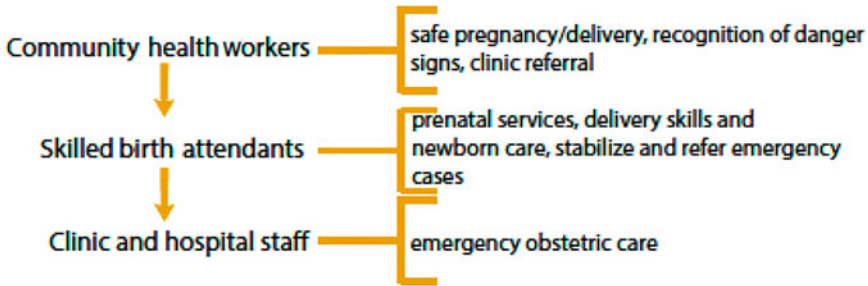 Community health workers
safe pregnancy/delivery, recognition of danger
signs, clinic referral
Skilled birth attendants
prenatal services, delivery skills and
newborn care, stabilize and refer emergency
cases
Clinic and hospital staff
emergency obstetric care